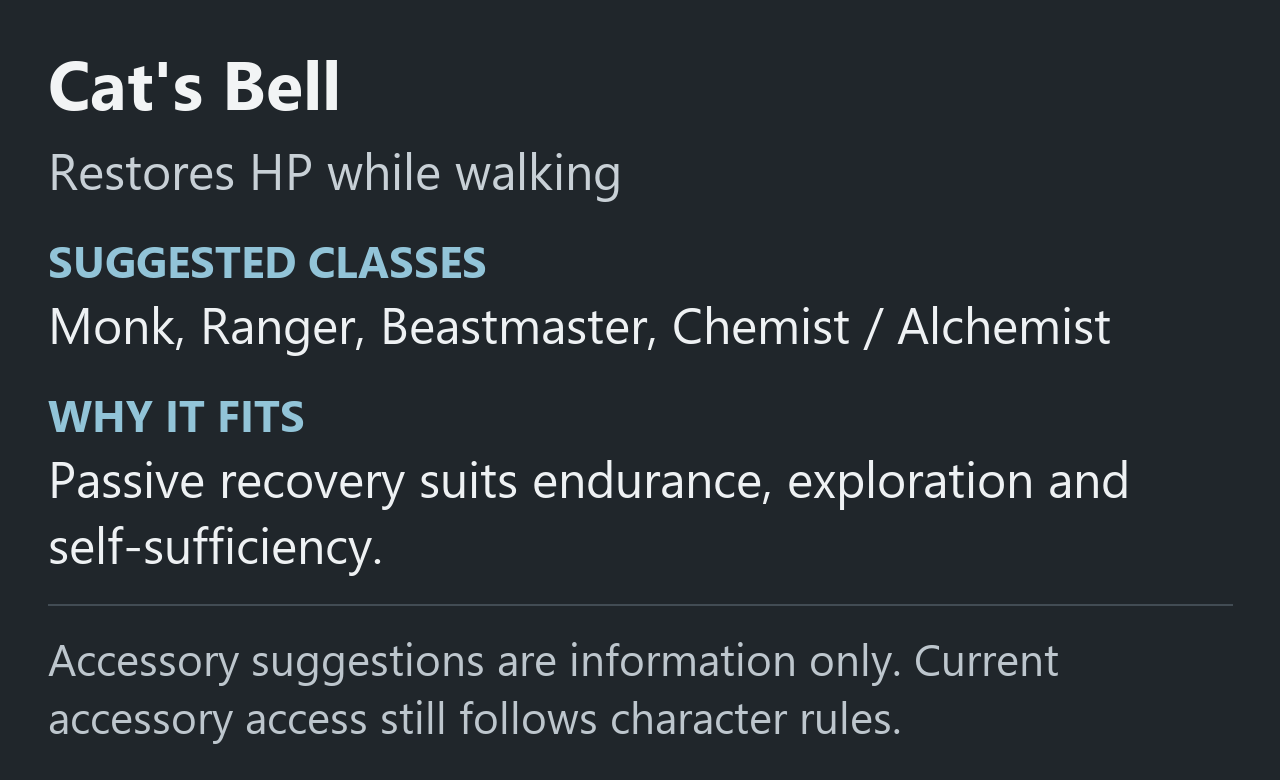 Cat's Bell
Restores HP while walking
SUGGESTED CLASSES
Monk, Ranger, Beastmaster, Chemist / Alchemist
WHY IT FITS
Passive recovery suits endurance, exploration and
self-sufficiency.
Accessory suggestions are information only. Current
accessory access still follows character rules.